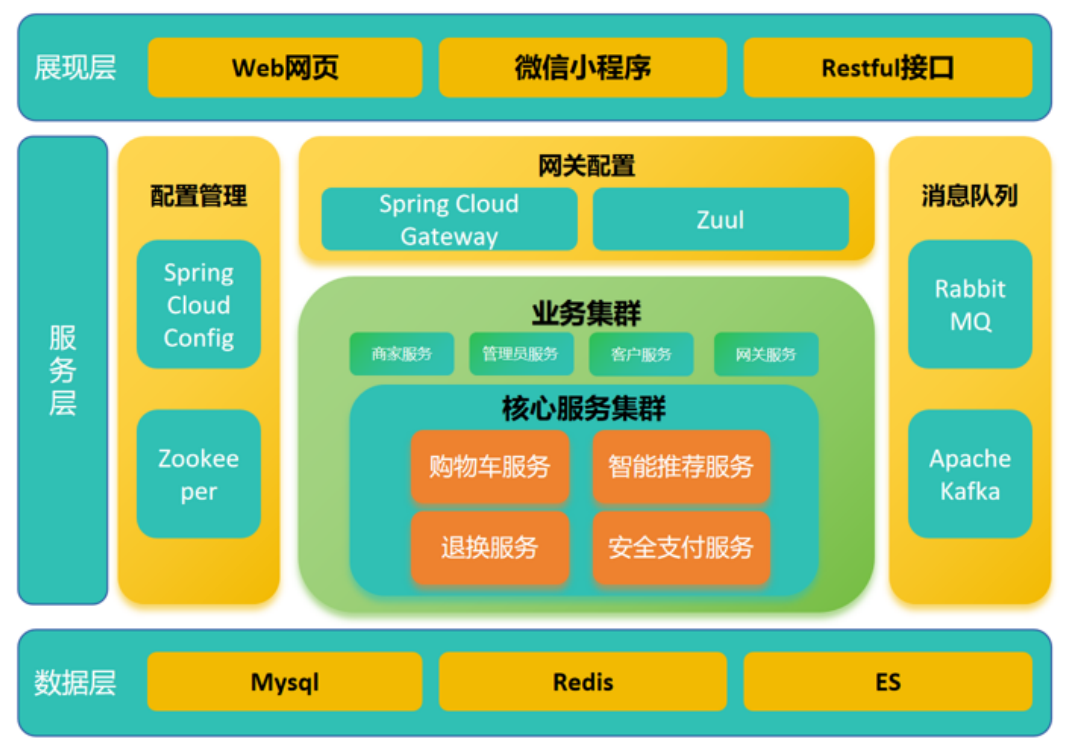 展现层
Web网页
微信小程序
Restful接口
服
务
层
配置管理
Spring
Cloud
Config
Zookee
per
网关配置
Spring Cloud
Gateway
Zuul
业务集群
商家服务
管理员服务
客户服务
网关服务
核心服务集群
购物车服务
智能推荐服务
退换服务
安全支付服务
消息队列
Rabbit
MQ
Apache
Kafka
数据层
Mysql
Redis
ES